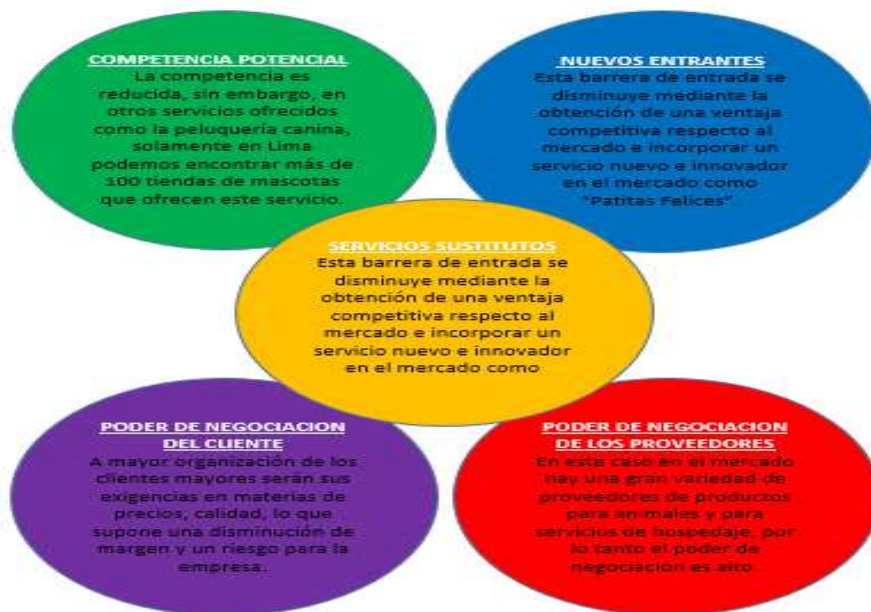 COMPETENCIA POTENCIAL
La competencia es
reducida, sin embargo, en
otros servicios ofrecidos
como la peluquería canina,
solamente en Lima
podemos encontrar más de
100 tiendas de mascotas
que ofrecen este servicio.
NUEVOS ENTRANTES
Esta barrera de entrada se
disminuye mediante la
obtención de una ventaja
competitiva respecto al
mercado e incorporar un
servicio nuevo e innovador
en el mercado como
"Patitas Felices".
SERVICIOS SUSTITUTOS
Esta barrera de entrada se
disminuye mediante la
obtención de una ventaja
competitiva respecto al
mercado e incorporar un
servicio nuevo e innovador
en el mercado como
PODER DE NEGOCIACION
DEL CLIENTE
A mayor organización de los
clientes mayores serán sus
exigencias en materias de
precios, calidad, lo que
supone una disminución de
margen y un riesgo para la
empresa.
PODER DE NEGOCIACION
DE LOS PROVEEDORES
En este caso en el mercado
hay una gran variedad de
proveedores de productos
para animales y para
servicios de hospedaje, por
lo tanto el poder de
negociación es alto.